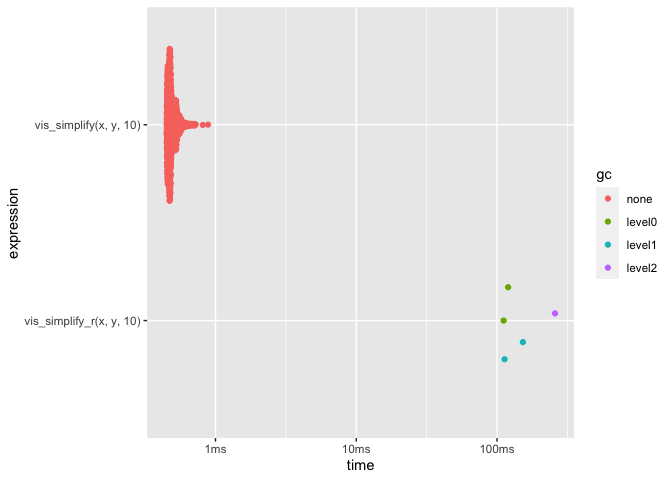 expression
vis_simplify(x, y, 10)
vis_simplify_r(x, y, 10)
1ms
10ms
100ms
time
gc
none
level0
level1
level2